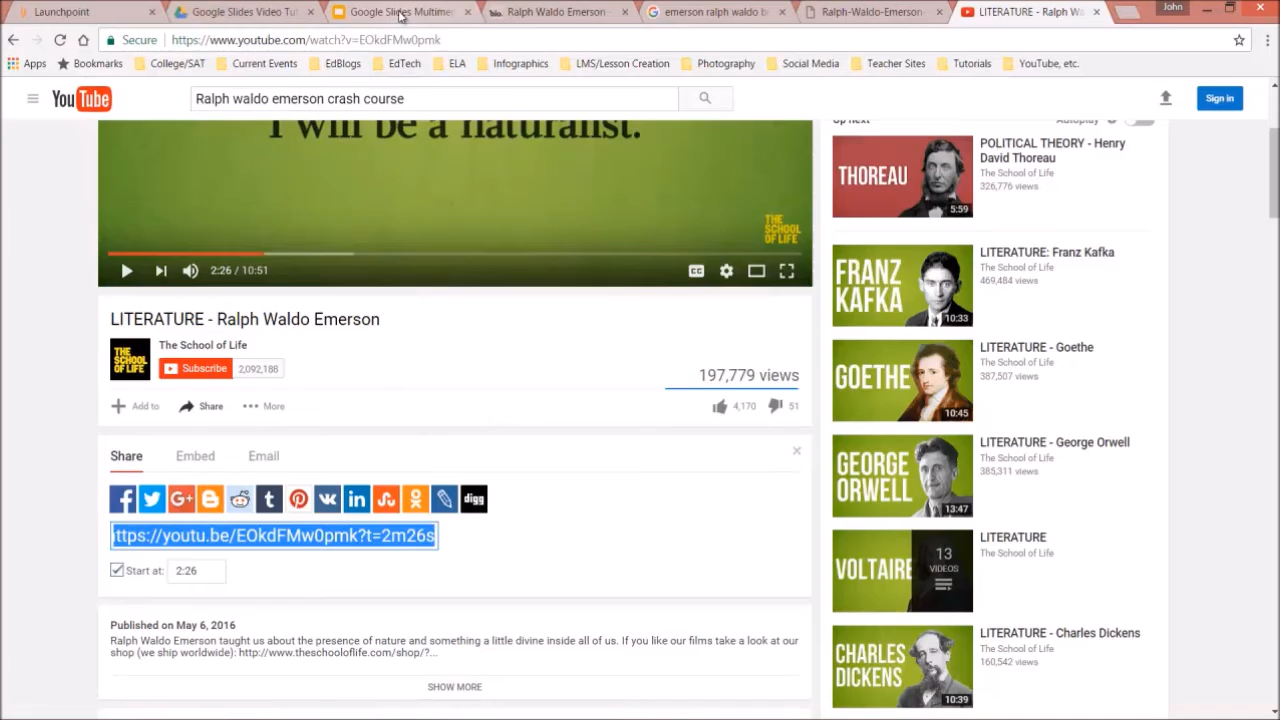 Launchpoint
Google Slides Video Tut
Google Slides Multime
Ralph Waldo Emerson
emerson ralph waldo b
Ralph-Waldo-Emerson-
LITERATURE - Ralph Wa
John
Secure
https://www.youtube.com/watch?v=EOkdFMw0pmk
Apps
Bookmarks
College/SAT
Current Events
EdBlogs
EdTech
ELA
Infographics
LMS/Lesson Creation
Photography
Social Media
Teacher Sites
Tutorials
YouTube, etc.
YouTube
Ralph waldo emerson crash course
Sign in
I will be a naturalist.
THE SCHOOL OF LIFE
2:26 / 10:51
CC
LITERATURE - Ralph Waldo Emerson
THE SCHOOL OF LIFE
The School of Life
Subscribe
2,092,188
197,779 views
Add to
Share
More
4,170
51
Share
Embed
Email
digg
ttps://youtu.be/EOkdFMw0pmk?t=2m26s
Start at:
2:26
Published on May 6, 2016
Ralph Waldo Emerson taught us about the presence of nature and something a little divine inside all of us. If you like our films take a look at our
shop (we ship worldwide): http://www.theschooloflife.com/shop/?...
SHOW MORE
Up next
Autoplay
THOREAU
5:59
POLITICAL THEORY - Henry
David Thoreau
The School of Life
326,776 views
FRANZ
KAFKA
10:33
LITERATURE: Franz Kafka
The School of Life
469,484 views
GOETHE
10:45
LITERATURE - Goethe
The School of Life
387,507 views
GEORGE
ORWELL
13:47
LITERATURE - George Orwell
The School of Life
385,311 views
VOLTAIRE
13
VIDEOS
LITERATURE
The School of Life
CHARLES
DICKENS
10:39
LITERATURE - Charles Dickens
The School of Life
160,542 views